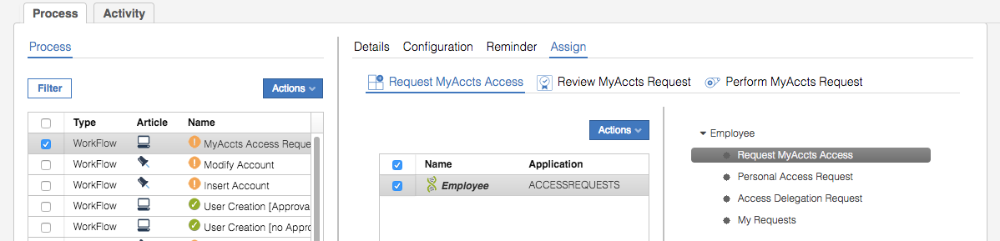 Process Activity
Process
Filter
Actions
Type Article Name
WorkFlow MyAccts Access Reque
WorkFlow Modify Account
WorkFlow Insert Account
WorkFlow User Creation [Approva
WorkFlow User Creation [no Appro
Details Configuration Reminder Assign
Request MyAccts Access Review MyAccts Request Perform MyAccts Request
Actions
Name Application
Employee ACCESSREQUESTS
Employee
Request MyAccts Access
Personal Access Request
Access Delegation Request
My Requests